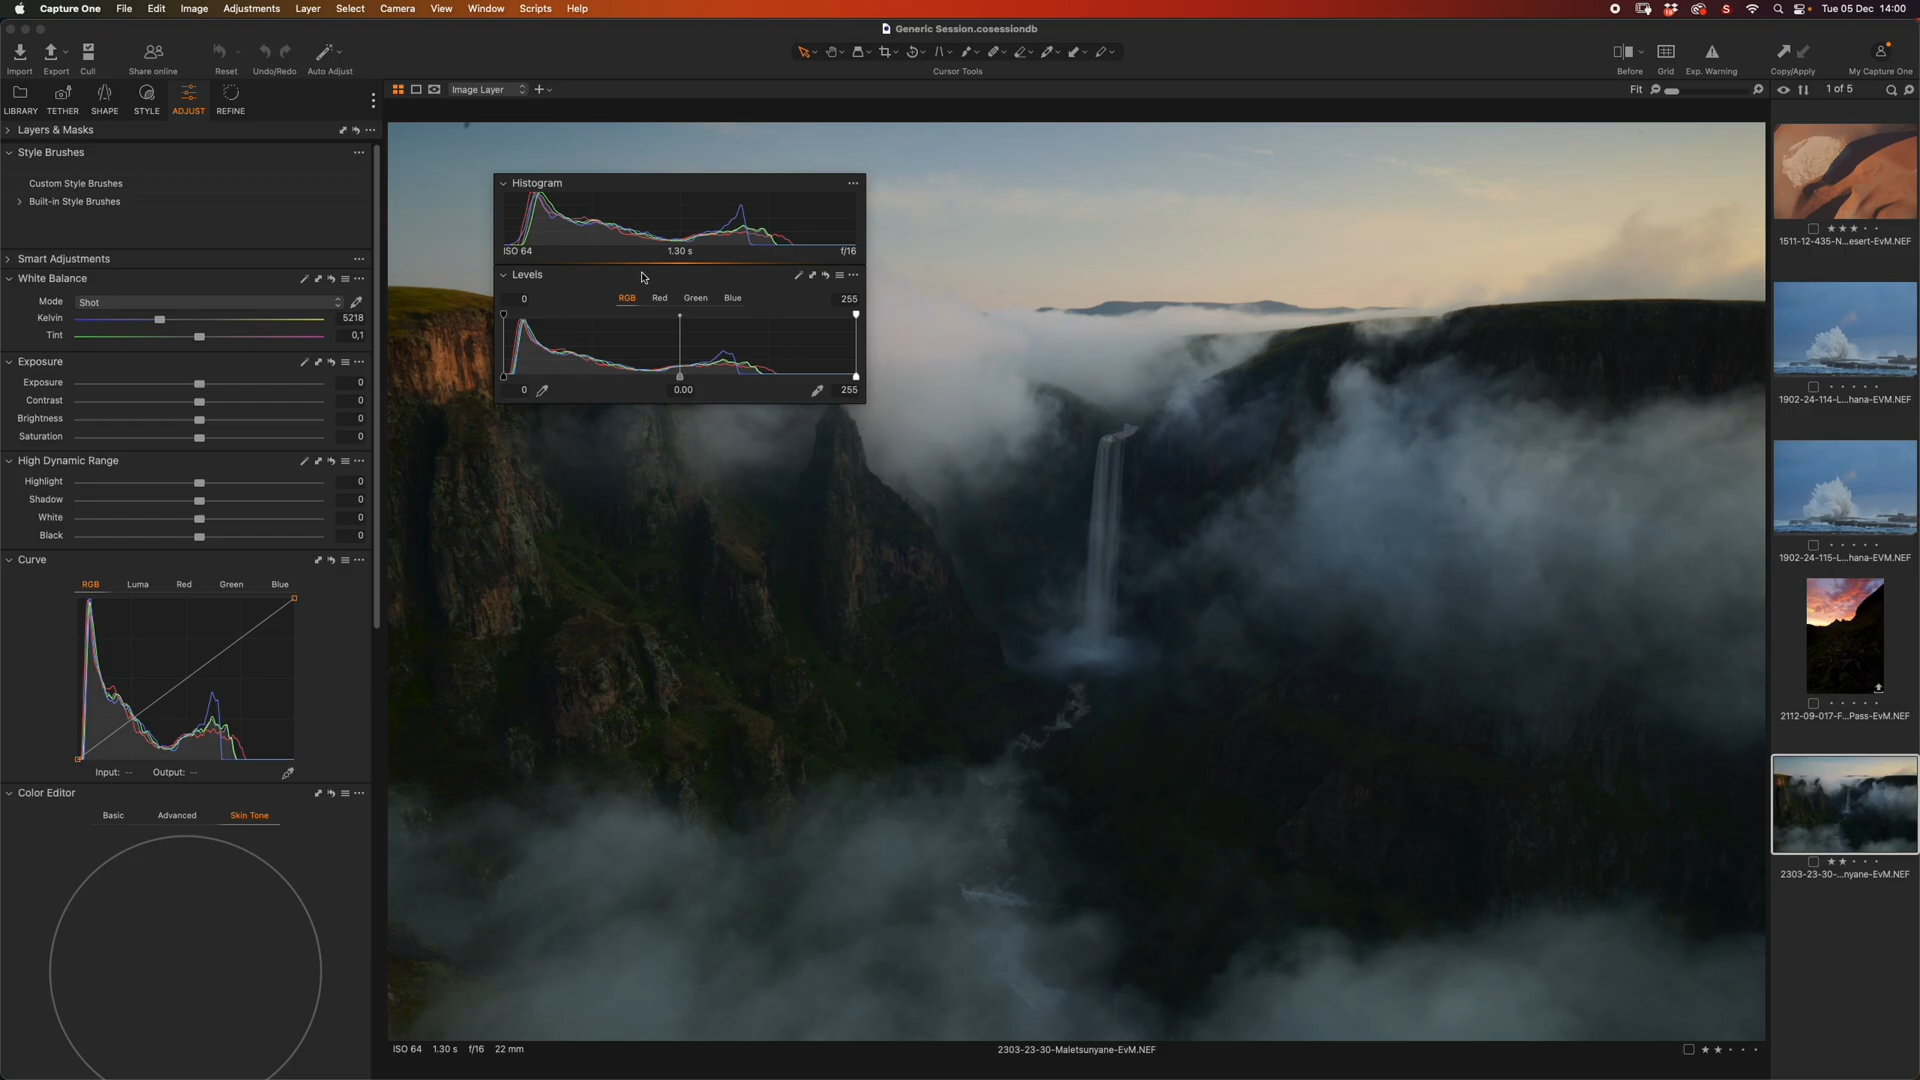 Capture One File Edit Image Adjustments Layer Select Camera View Window Scripts Help
Tue 05 Dec 14:00
Generic Session.cosessiondb
Import Export Cull Share online Reset Undo/Redo Auto Adjust
Cursor Tools
Before Grid Exp. Warning Copy/Apply My Capture One
LIBRARY TETHER SHAPE STYLE ADJUST REFINE
Image Layer
Fit
1 of 5
Layers & Masks
Style Brushes
Custom Style Brushes
Built-in Style Brushes
Smart Adjustments
White Balance
Mode Shot
Kelvin 5218
Tint 0,1
Exposure
Exposure 0
Contrast 0
Brightness 0
Saturation 0
High Dynamic Range
Highlight 0
Shadow 0
White 0
Black 0
Curve
RGB Luma Red Green Blue
Input: -- Output: --
Color Editor
Basic Advanced Skin Tone
Histogram
ISO 64 1.30 s f/16
Levels
0 RGB Red Green Blue 255
0 0.00 255
ISO 64 1.30 s f/16 22 mm
2303-23-30-Maletsunyane-EvM.NEF
1511-12-435-N...esert-EvM.NEF
1902-24-114-L...hana-EvM.NEF
1902-24-115-L...hana-EvM.NEF
2112-09-017-F...Pass-EvM.NEF
2303-23-30-...nyane-EvM.NEF